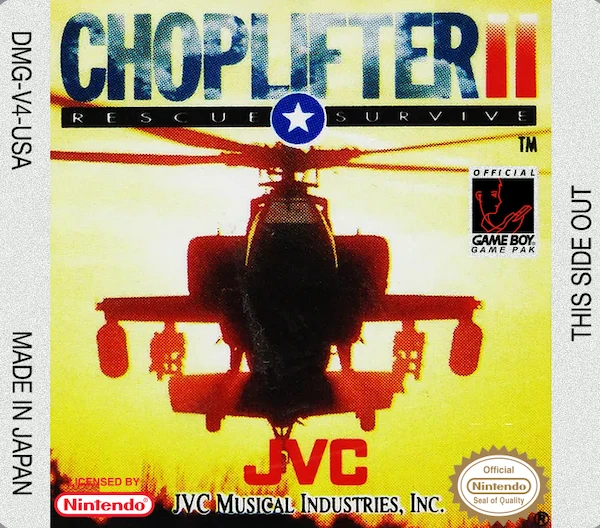 CHOPLIFTER II
RESCUE SURVIVE
TM
OFFICIAL
GAME BOY
GAME PAK
DMG-V4-USA
MADE IN JAPAN
THIS SIDE OUT
JVC
LICENSED BY
Nintendo®
JVC MUSICAL INDUSTRIES, INC.
Official
Nintendo
Seal of Quality
®